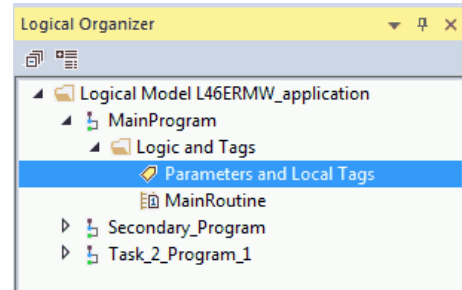 Logical Organizer
Logical Model L46ERMW_application
MainProgram
Logic and Tags
Parameters and Local Tags
MainRoutine
Secondary_Program
Task_2_Program_1